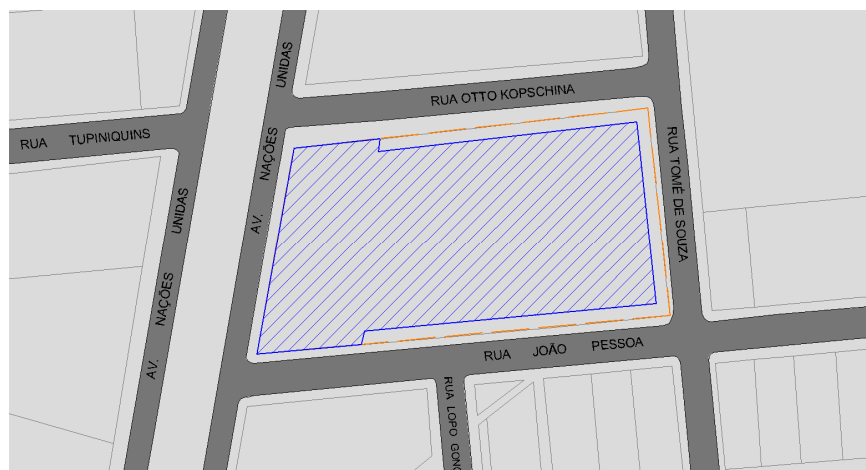 UNIDAS
RUA OTTO KOPSCHINA
RUA TUPINIQUINS
AV. NAÇÕES
RUA TOMÉ DE SOUZA
AV. NAÇÕES UNIDAS
RUA JOÃO PESSOA
RUA LOPO GONÇ